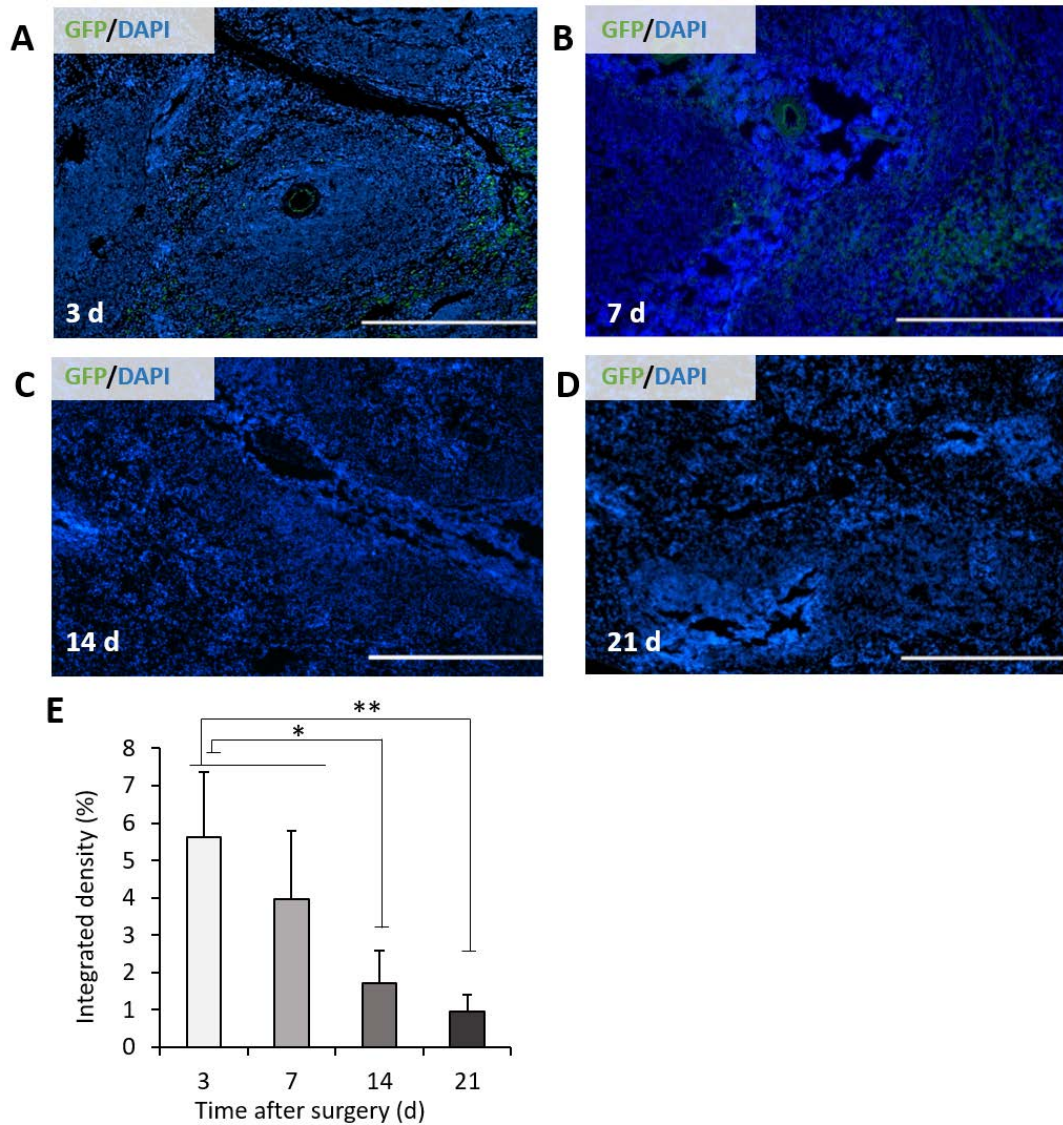 A
GFP/DAPI
3 d
B
GFP/DAPI
7 d
C
GFP/DAPI
14 d
D
GFP/DAPI
21 d
E
**
*
Integrated density (%)
8
7
6
5
4
3
2
1
0
3 7 14 21
Time after surgery (d)